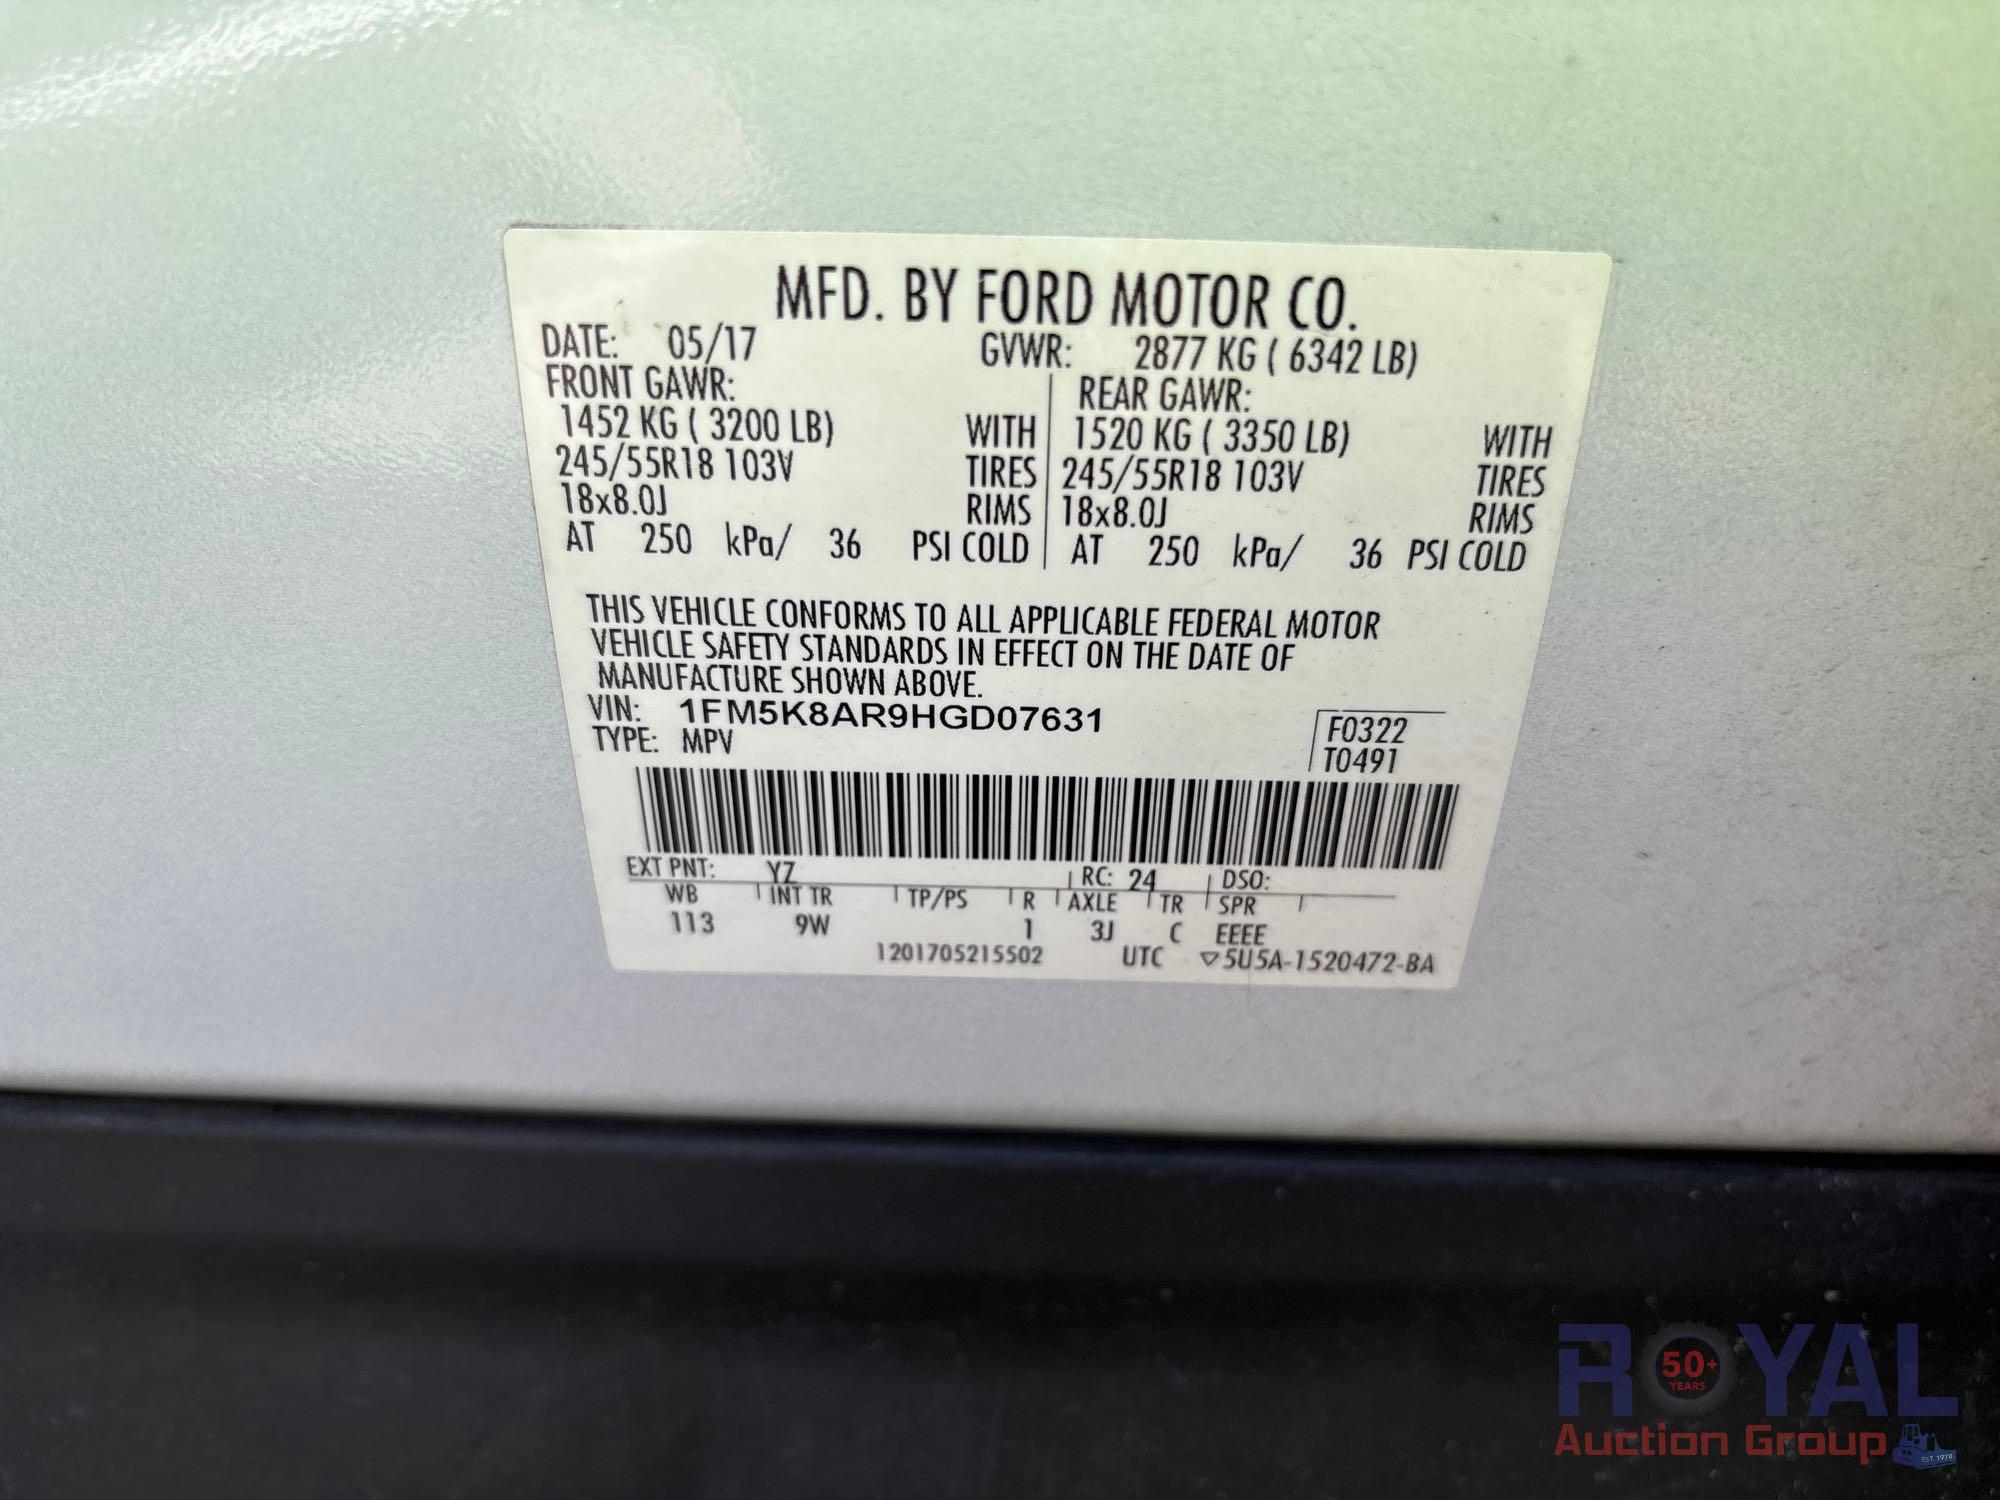 MFD. BY FORD MOTOR CO.
DATE: 05/17 GVWR: 2877 KG ( 6342 LB)
FRONT GAWR: REAR GAWR:
1452 KG ( 3200 LB) WITH 1520 KG ( 3350 LB) WITH
245/55R18 103V TIRES 245/55R18 103V TIRES
18x8.0J RIMS 18x8.0J RIMS
AT 250 kPa/ 36 PSI COLD AT 250 kPa/ 36 PSI COLD
THIS VEHICLE CONFORMS TO ALL APPLICABLE FEDERAL MOTOR
VEHICLE SAFETY STANDARDS IN EFFECT ON THE DATE OF
MANUFACTURE SHOWN ABOVE.
VIN: 1FM5K8AR9HGD07631 F0322
TYPE: MPV T0491
EXT PNT: YZ RC: 24 DSO:
WB INT TR TP/PS R AXLE TR SPR
113 9W 1 3J C EEEE
1201705215502 UTC ▽5U5A-1520472-BA
ROYAL
50+
YEARS
Auction Group
EST. 1970